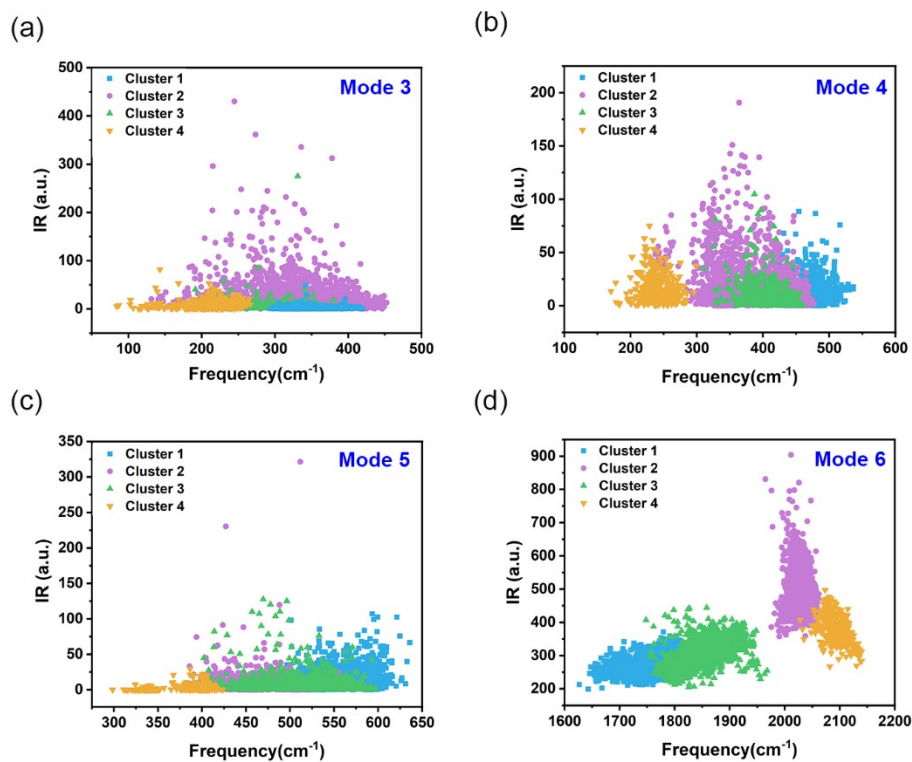 (a)
Mode 3
Cluster 1
Cluster 2
Cluster 3
Cluster 4
IR (a.u.)
500
400
300
200
100
0
100 200 300 400 500
Frequency(cm⁻¹)
(b)
Mode 4
Cluster 1
Cluster 2
Cluster 3
Cluster 4
IR (a.u.)
200
150
100
50
0
100 200 300 400 500 600
Frequency(cm⁻¹)
(c)
Mode 5
Cluster 1
Cluster 2
Cluster 3
Cluster 4
IR (a.u.)
350
300
250
200
150
100
50
0
300 350 400 450 500 550 600 650
Frequency(cm⁻¹)
(d)
Mode 6
Cluster 1
Cluster 2
Cluster 3
Cluster 4
IR (a.u.)
900
800
700
600
500
400
300
200
1600 1700 1800 1900 2000 2100 2200
Frequency(cm⁻¹)